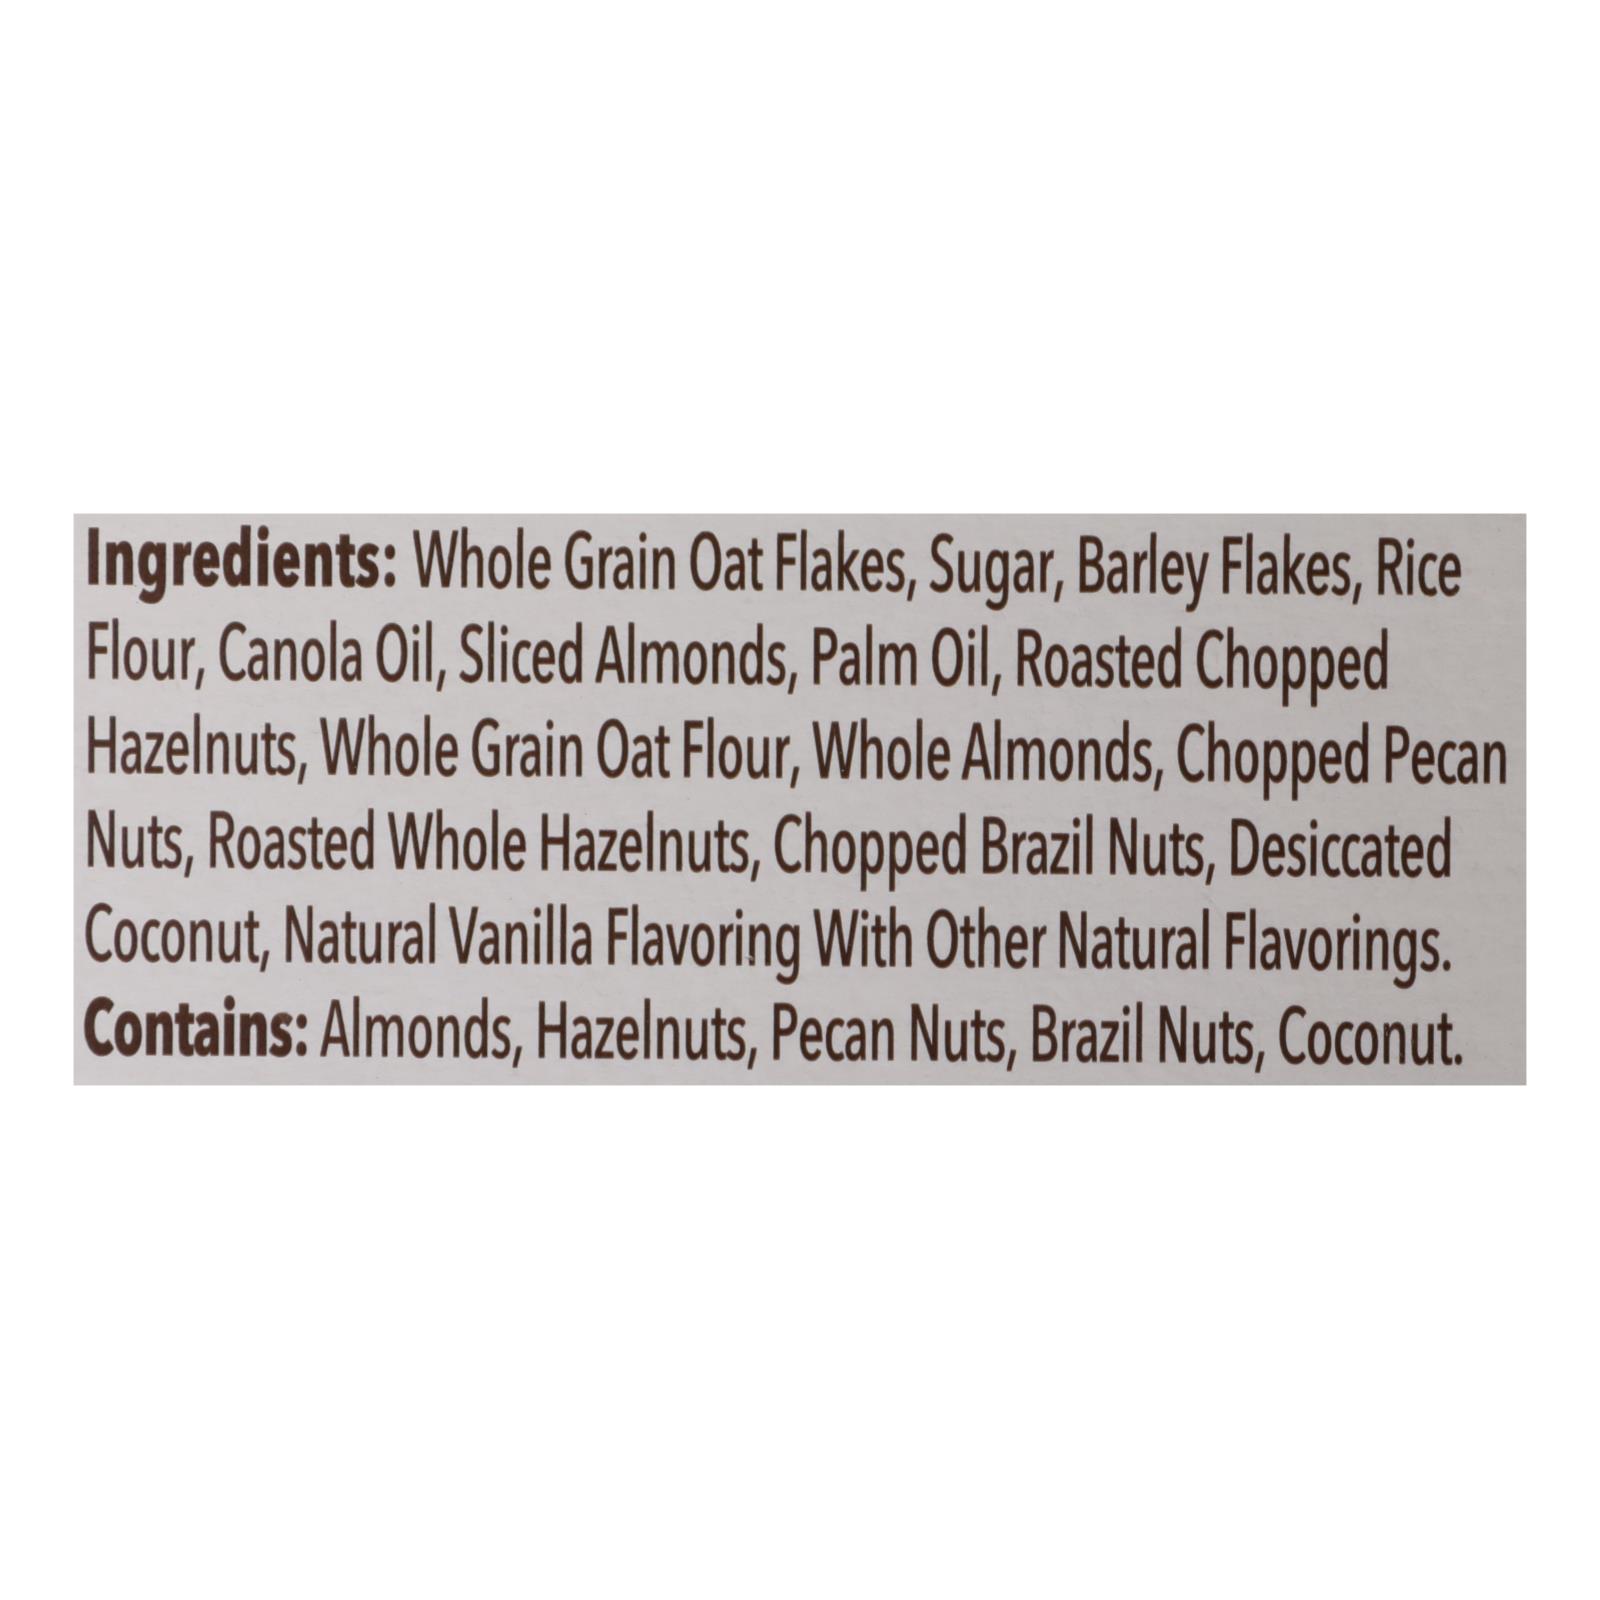 Ingredients: Whole Grain Oat Flakes, Sugar, Barley Flakes, Rice
Flour, Canola Oil, Sliced Almonds, Palm Oil, Roasted Chopped
Hazelnuts, Whole Grain Oat Flour, Whole Almonds, Chopped Pecan
Nuts, Roasted Whole Hazelnuts, Chopped Brazil Nuts, Desiccated
Coconut, Natural Vanilla Flavoring With Other Natural Flavorings.
Contains: Almonds, Hazelnuts, Pecan Nuts, Brazil Nuts, Coconut.